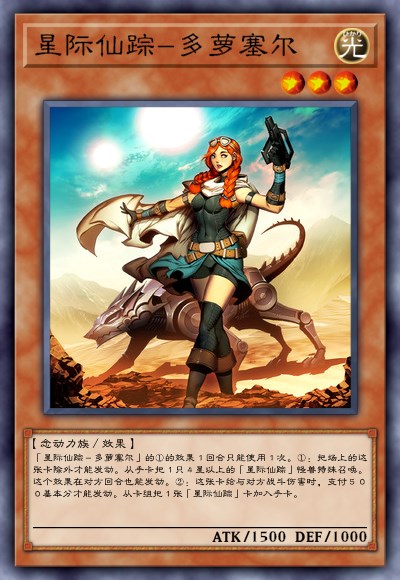 星际仙踪-多萝塞尔
光
ひかり
【念动力族/效果】
「星际仙踪-多萝塞尔」的①的效果1回合只能使用1次。①:把场上的这
张卡除外才能发动。从手卡把1只4星以上的「星际仙踪」怪兽特殊召唤。
这个效果在对方回合也能发动。②:这张卡给与对方战斗伤害时,支付５０
０基本分才能发动。从卡组把1张「星际仙踪」卡加入手卡。
ATK/1500 DEF/1000